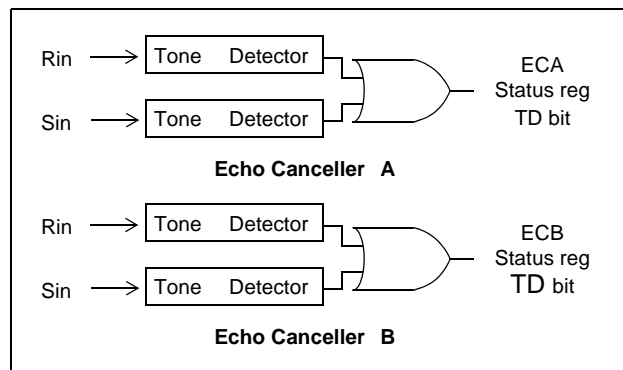 Rin Tone Detector
Sin Tone Detector
ECA
Status reg
TD bit
Echo Canceller A
Rin Tone Detector
Sin Tone Detector
ECB
Status reg
TD bit
Echo Canceller B